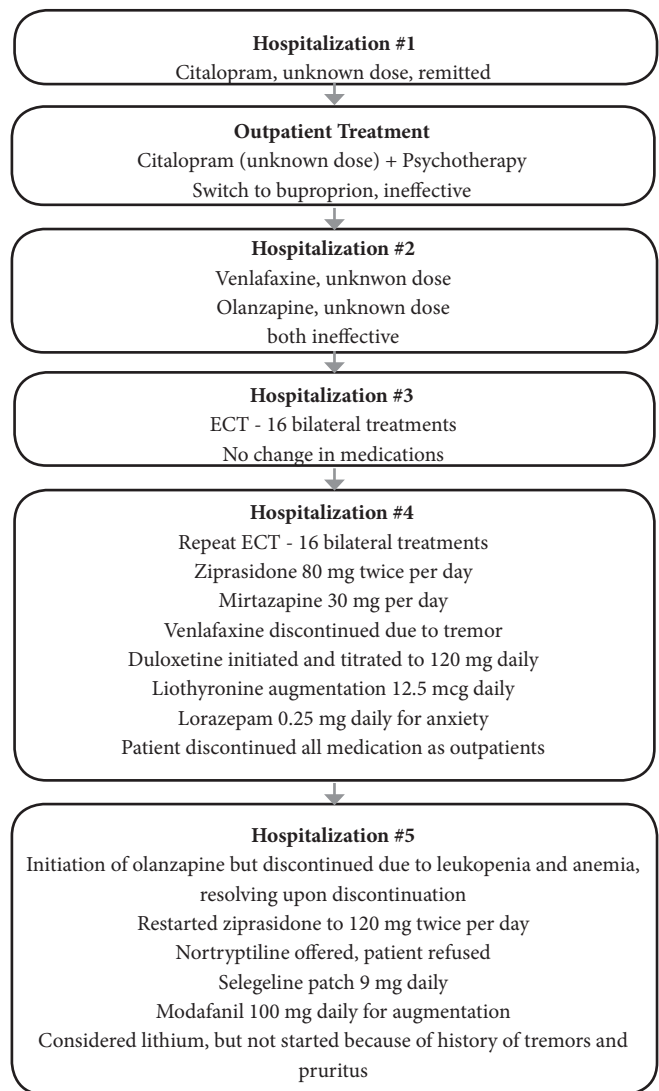 Hospitalization #1
Citalopram, unknown dose, remitted
Outpatient Treatment
Citalopram (unknown dose) + Psychotherapy
Switch to buproprion, ineffective
Hospitalization #2
Venlafaxine, unknwon dose
Olanzapine, unknown dose
both ineffective
Hospitalization #3
ECT - 16 bilateral treatments
No change in medications
Hospitalization #4
Repeat ECT - 16 bilateral treatments
Ziprasidone 80 mg twice per day
Mirtazapine 30 mg per day
Venlafaxine discontinued due to tremor
Duloxetine initiated and titrated to 120 mg daily
Liothyronine augmentation 12.5 mcg daily
Lorazepam 0.25 mg daily for anxiety
Patient discontinued all medication as outpatients
Hospitalization #5
Initiation of olanzapine but discontinued due to leukopenia and anemia,
resolving upon discontinuation
Restarted ziprasidone to 120 mg twice per day
Nortryptiline offered, patient refused
Selegeline patch 9 mg daily
Modafanil 100 mg daily for augmentation
Considered lithium, but not started because of history of tremors and
pruritus